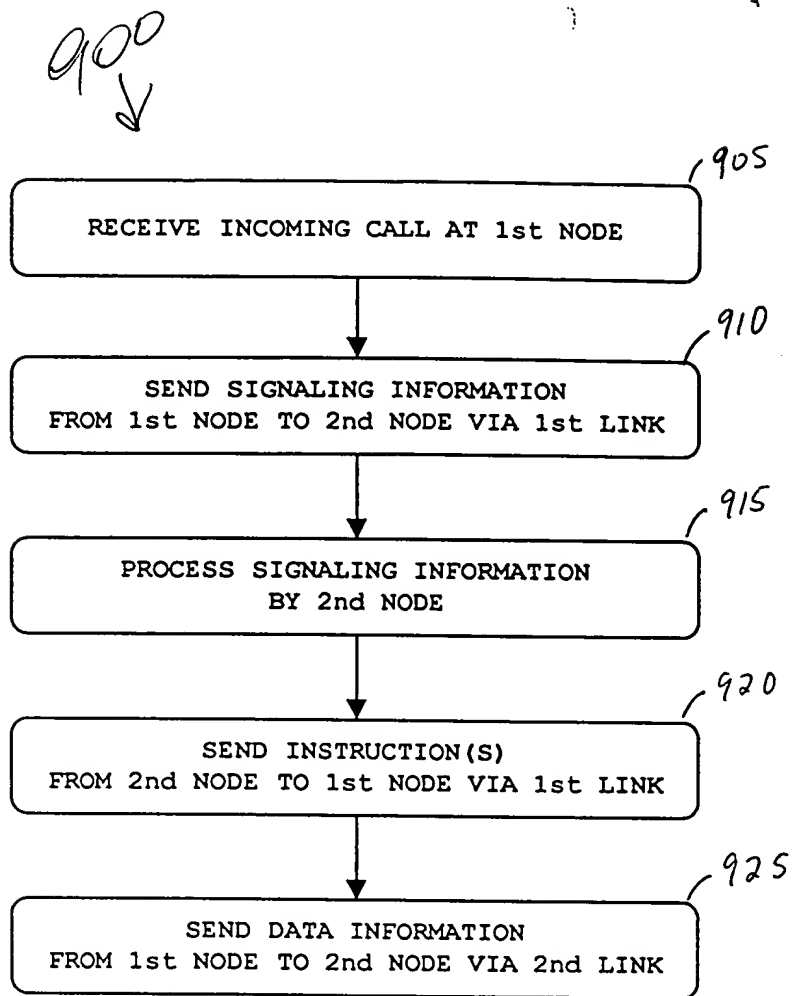 900
905
RECEIVE INCOMING CALL AT 1st NODE
910
SEND SIGNALING INFORMATION
FROM 1st NODE TO 2nd NODE VIA 1st LINK
915
PROCESS SIGNALING INFORMATION
BY 2nd NODE
920
SEND INSTRUCTION(S)
FROM 2nd NODE TO 1st NODE VIA 1st LINK
925
SEND DATA INFORMATION
FROM 1st NODE TO 2nd NODE VIA 2nd LINK